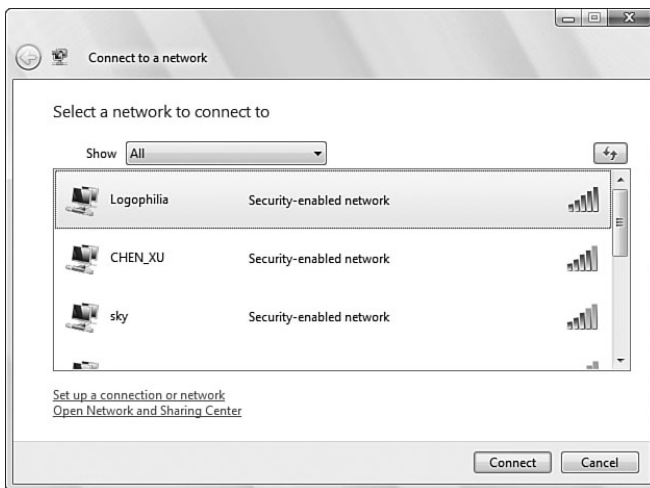 Connect to a network
Select a network to connect to
Show All
Logophilia Security-enabled network
CHEN_XU Security-enabled network
sky Security-enabled network
Set up a connection or network
Open Network and Sharing Center
Connect Cancel